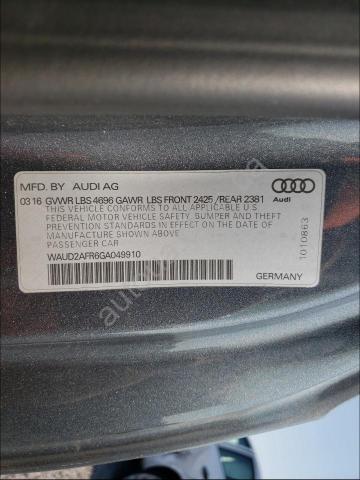 MFD. BY AUDI AG
0316 GVWR LBS 4696 GAWR LBS FRONT 2425 /REAR 2381
THIS VEHICLE CONFORMS TO ALL APPLICABLE U.S.
FEDERAL MOTOR VEHICLE SAFETY, BUMPER AND THEFT
PREVENTION STANDARDS IN EFFECT ON THE DATE OF
MANUFACTURE SHOWN ABOVE
PASSENGER CAR
WAUD2AFR6GA049910
GERMANY
Audi
1010863